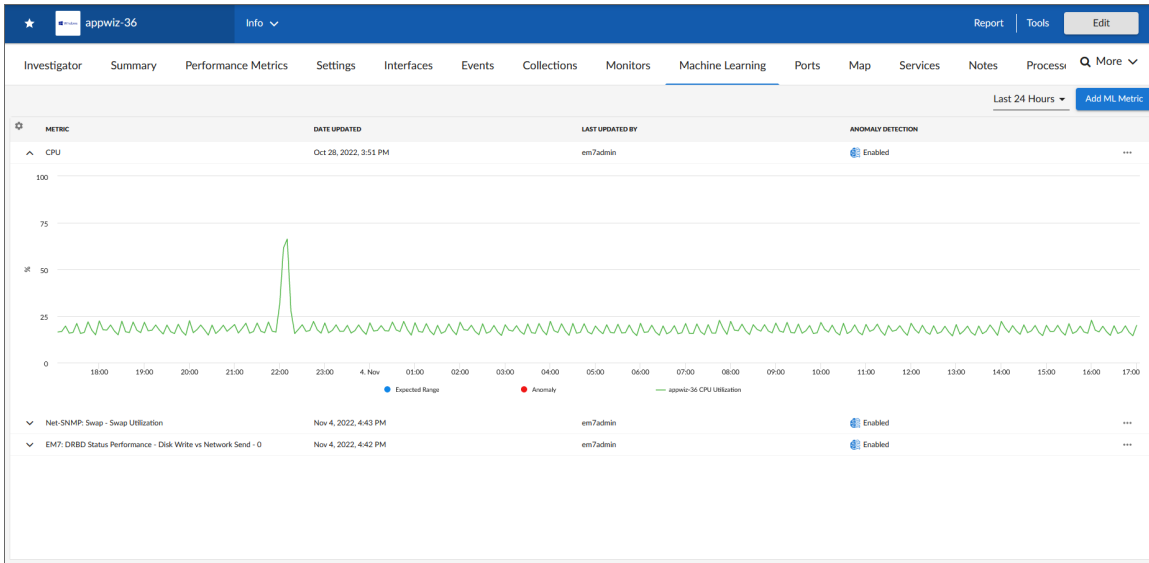 Windows appwiz-36 Info Report Tools Edit
Investigator Summary Performance Metrics Settings Interfaces Events Collections Monitors Machine Learning Ports Map Services Notes Processe More
Last 24 Hours Add ML Metric
METRIC DATE UPDATED LAST UPDATED BY ANOMALY DETECTION
CPU Oct 28, 2022, 3:51 PM em7admin Enabled ...
100
75
% 50
25
0
18:00 19:00 20:00 21:00 22:00 23:00 4. Nov 01:00 02:00 03:00 04:00 05:00 06:00 07:00 08:00 09:00 10:00 11:00 12:00 13:00 14:00 15:00 16:00 17:00
Expected Range Anomaly appwiz-36 CPU Utilization
Net-SNMP: Swap - Swap Utilization Nov 4, 2022, 4:43 PM em7admin Enabled ...
EM7: DRBD Status Performance - Disk Write vs Network Send - 0 Nov 4, 2022, 4:42 PM em7admin Enabled ...